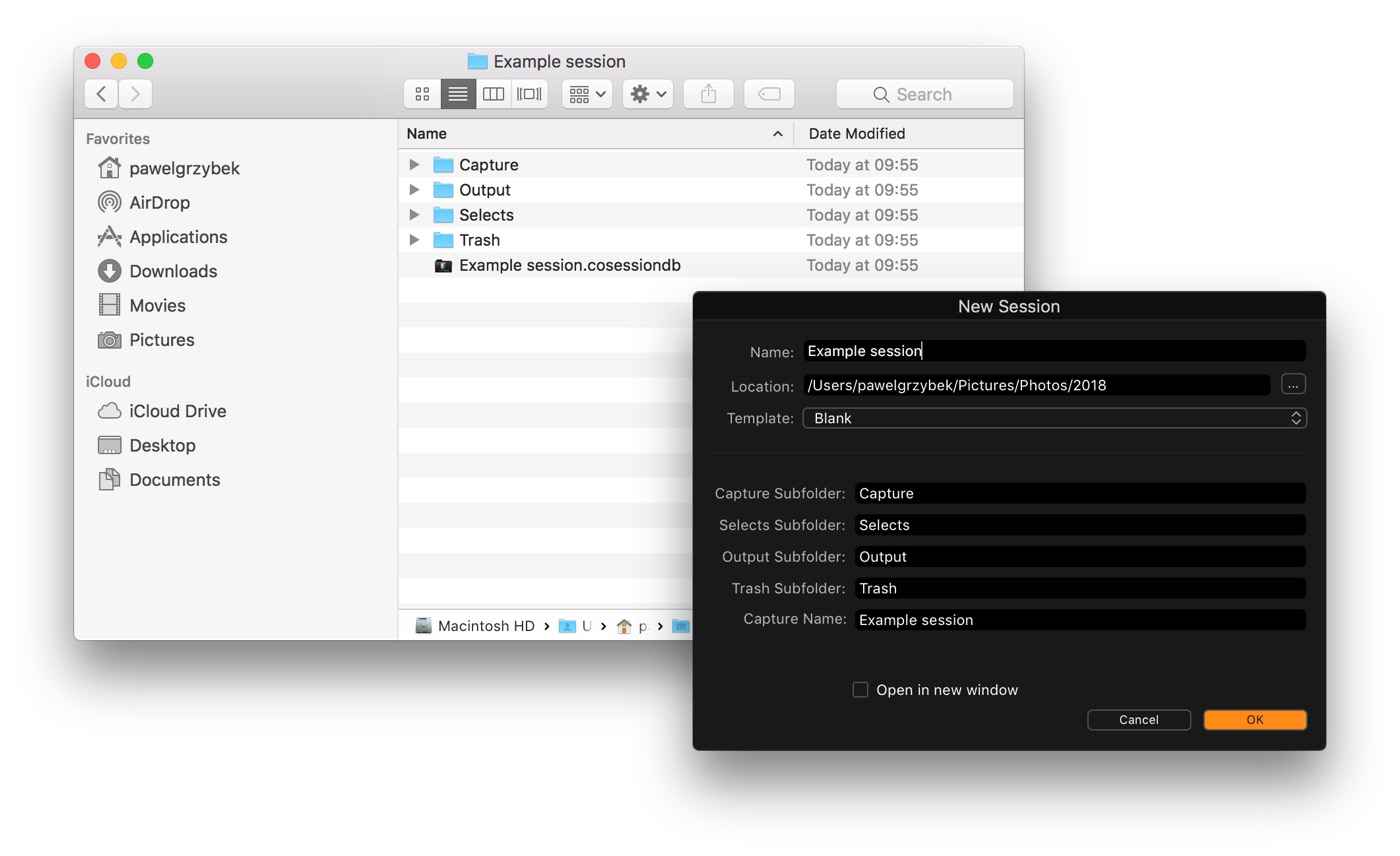 Example session
Search
Favorites
pawelgrzybek
AirDrop
Applications
Downloads
Movies
Pictures
iCloud
iCloud Drive
Desktop
Documents
Name Date Modified
Capture Today at 09:55
Output Today at 09:55
Selects Today at 09:55
Trash Today at 09:55
Example session.cosessiondb Today at 09:55
Macintosh HD › U › p › 
New Session
Name: Example session
Location: /Users/pawelgrzybek/Pictures/Photos/2018 ...
Template: Blank
Capture Subfolder: Capture
Selects Subfolder: Selects
Output Subfolder: Output
Trash Subfolder: Trash
Capture Name: Example session
Open in new window
Cancel OK